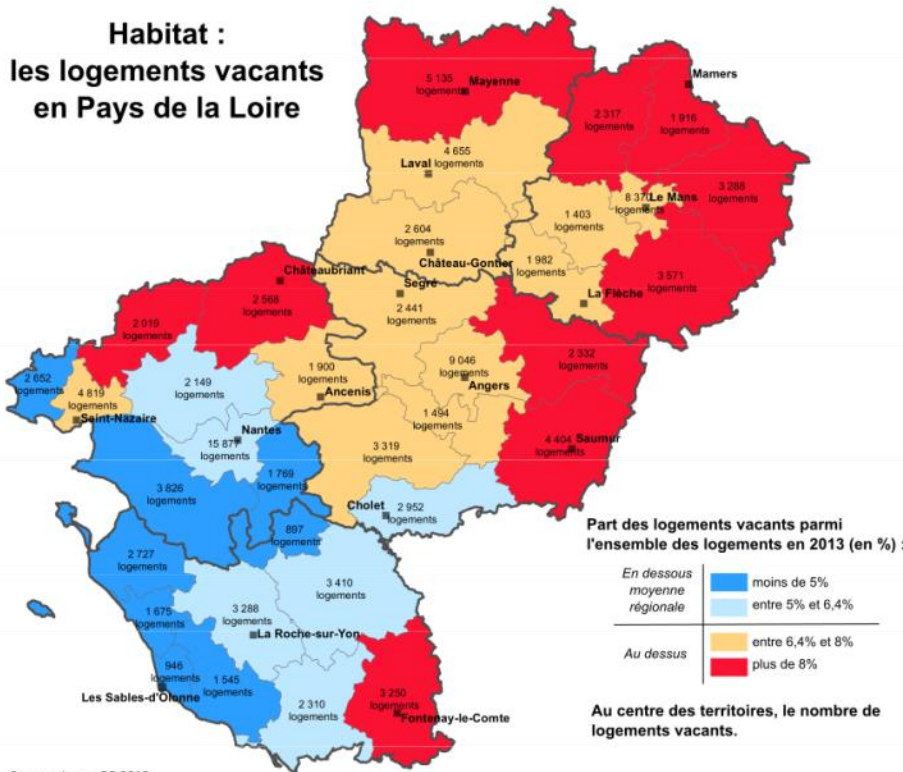 Habitat :
les logements vacants
en Pays de la Loire
5 135
logements
Mayenne
Mamers
2 317
logements
1 916
logements
4 655
logements
Laval
3 288
logements
8 370
logements
Le Mans
1 403
logements
2 604
logements
Château-Gontier
1 982
logements
La Flèche
3 571
logements
Châteaubriant
2 568
logements
Segré
2 441
logements
2 019
logements
2 332
logements
2 652
logements
2 149
logements
1 900
logements
Ancenis
9 046
logements
Angers
4 819
logements
Saint-Nazaire
1 494
logements
Nantes
15 877
logements
3 319
logements
Saumur
4 404
logements
1 769
logements
3 826
logements
Cholet
2 952
logements
897
logements
2 727
logements
3 410
logements
1 675
logements
3 288
logements
La Roche-sur-Yon
946
logements
1 545
logements
Les Sables-d'Olonne
2 310
logements
3 250
logements
Fontenay-le-Comte
Part des logements vacants parmi
l'ensemble des logements en 2013 (en %) :
En dessous
moyenne
régionale
moins de 5%
entre 5% et 6,4%
Au dessus
entre 6,4% et 8%
plus de 8%
Au centre des territoires, le nombre de
logements vacants.